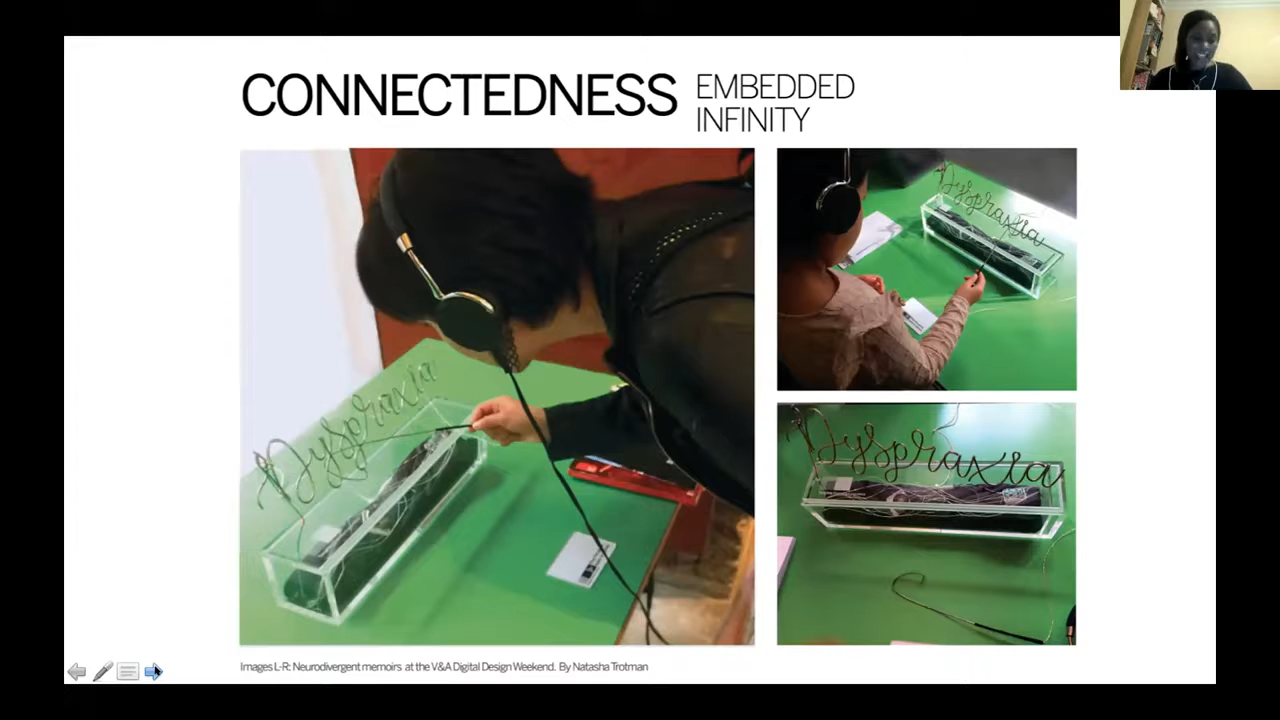 CONNECTEDNESS
EMBEDDED
INFINITY
Dyspraxia
Dyspraxia
Dyspraxia
Images L-R: Neurodivergent memoirs at the V&A Digital Design Weekend. By Natasha Trotman